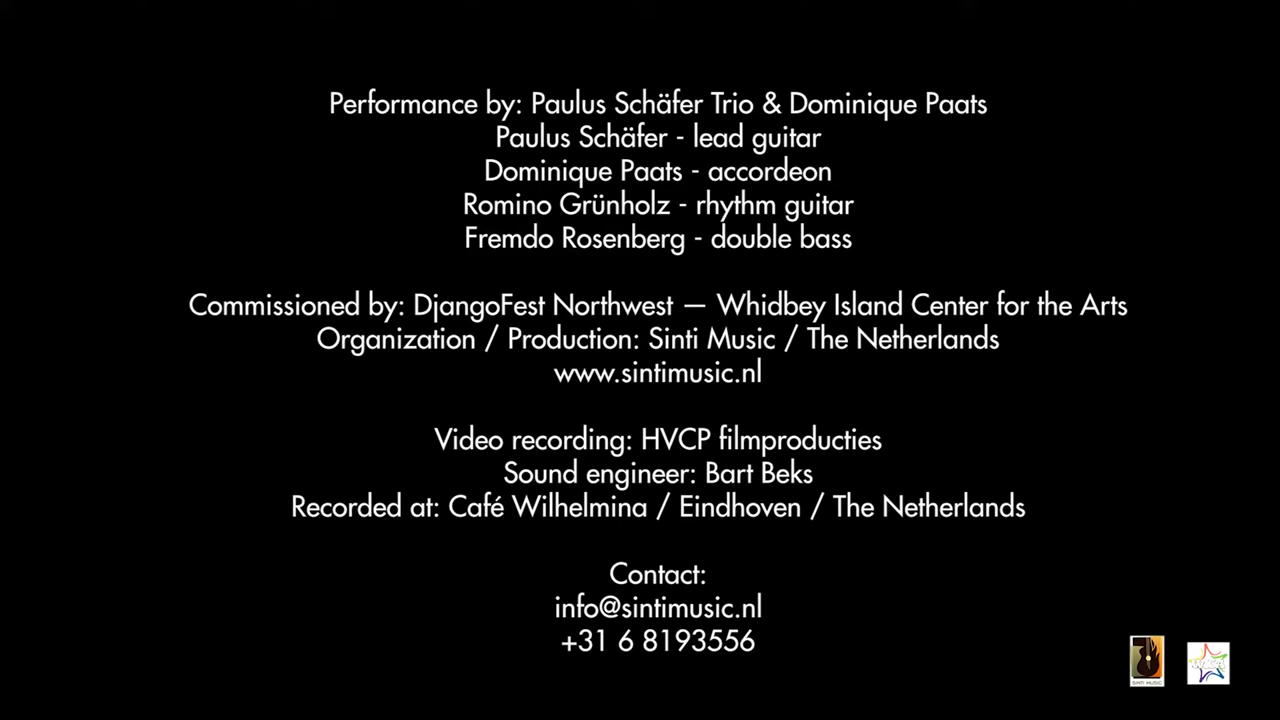 Performance by: Paulus Schäfer Trio & Dominique Paats
Paulus Schäfer - lead guitar
Dominique Paats - accordeon
Romino Grünholz - rhythm guitar
Fremdo Rosenberg - double bass
Commissioned by: DjangoFest Northwest — Whidbey Island Center for the Arts
Organization / Production: Sinti Music / The Netherlands
www.sintimusic.nl
Video recording: HVCP filmproducties
Sound engineer: Bart Beks
Recorded at: Café Wilhelmina / Eindhoven / The Netherlands
Contact:
info@sintimusic.nl
+31 6 8193556
SINTI MUSIC
WICA